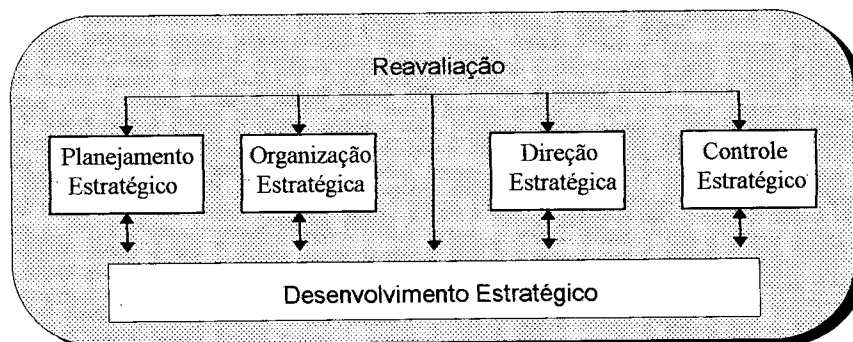 Reavaliação
Planejamento
Estratégico
Organização
Estratégica
Direção
Estratégica
Controle
Estratégico
Desenvolvimento Estratégico